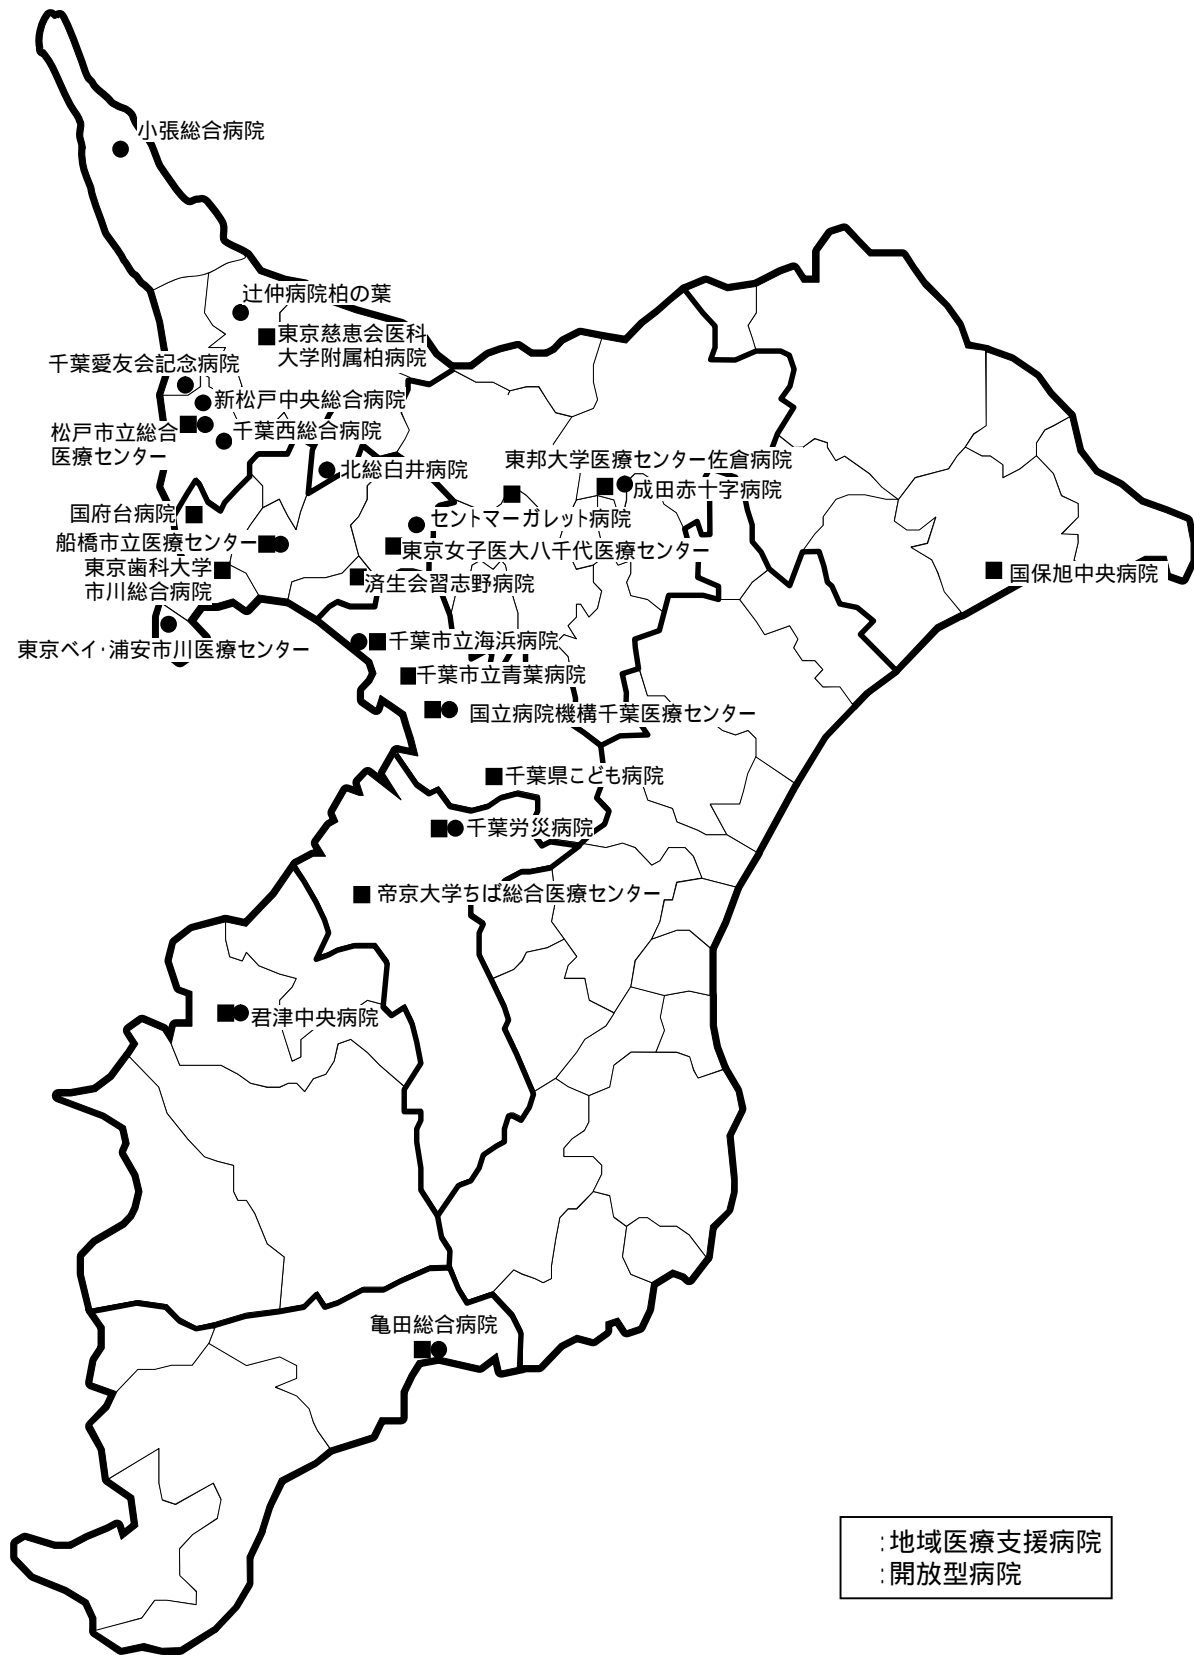 小張総合病院
辻仲病院柏の葉
東京慈恵会医科
大学附属柏病院
千葉愛友会記念病院
新松戸中央総合病院
松戸市立総合
医療センター
千葉西総合病院
北総白井病院
東邦大学医療センター佐倉病院
成田赤十字病院
国府台病院
セントマーガレット病院
船橋市立医療センター
東京女子医大八千代医療センター
東京歯科大学
市川総合病院
済生会習志野病院
国保旭中央病院
東京ベイ・浦安市川医療センター
千葉市立海浜病院
千葉市立青葉病院
国立病院機構千葉医療センター
千葉県こども病院
千葉労災病院
帝京大学ちば総合医療センター
君津中央病院
亀田総合病院
:地域医療支援病院
:開放型病院